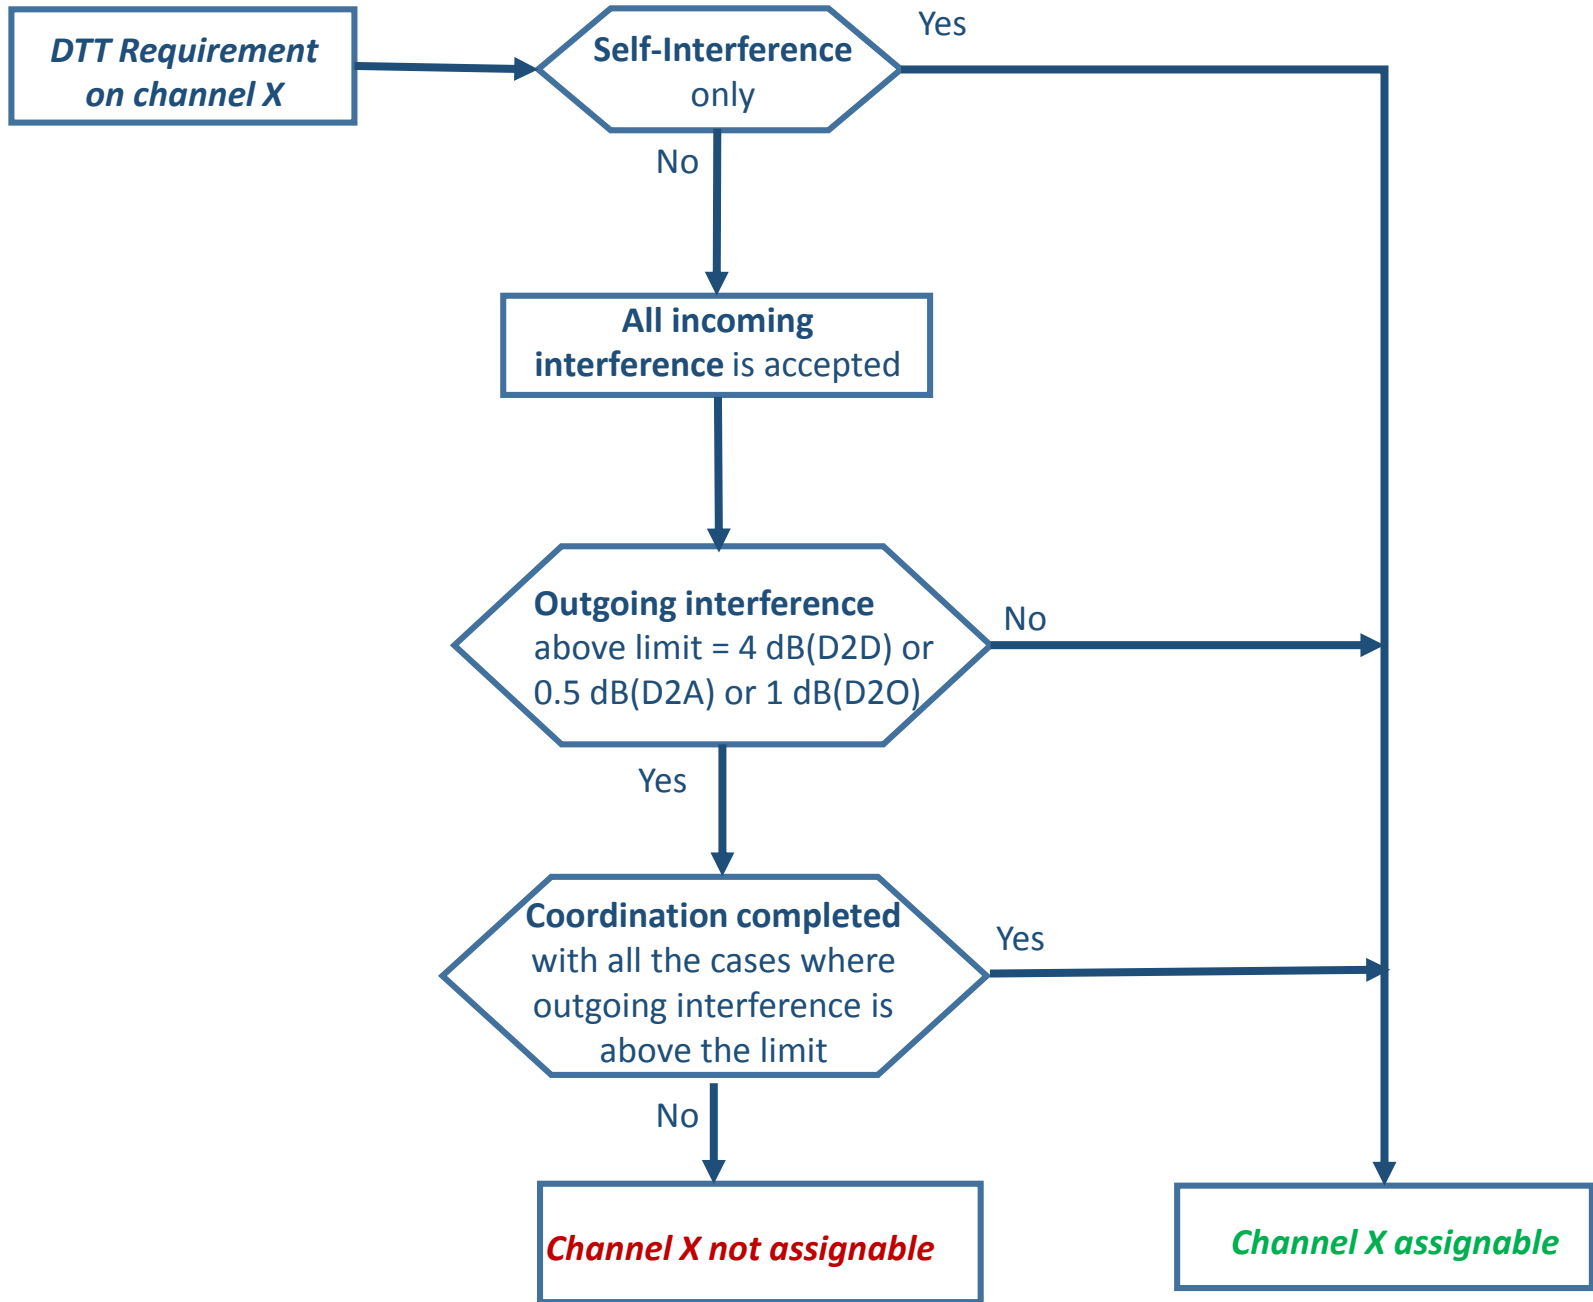 DTT Requirement
on channel X
Self-Interference
only
Yes
No
All incoming
interference is accepted
Outgoing interference
above limit = 4 dB(D2D) or
0.5 dB(D2A) or 1 dB(D2O)
No
Yes
Coordination completed
with all the cases where
outgoing interference is
above the limit
Yes
No
Channel X not assignable
Channel X assignable